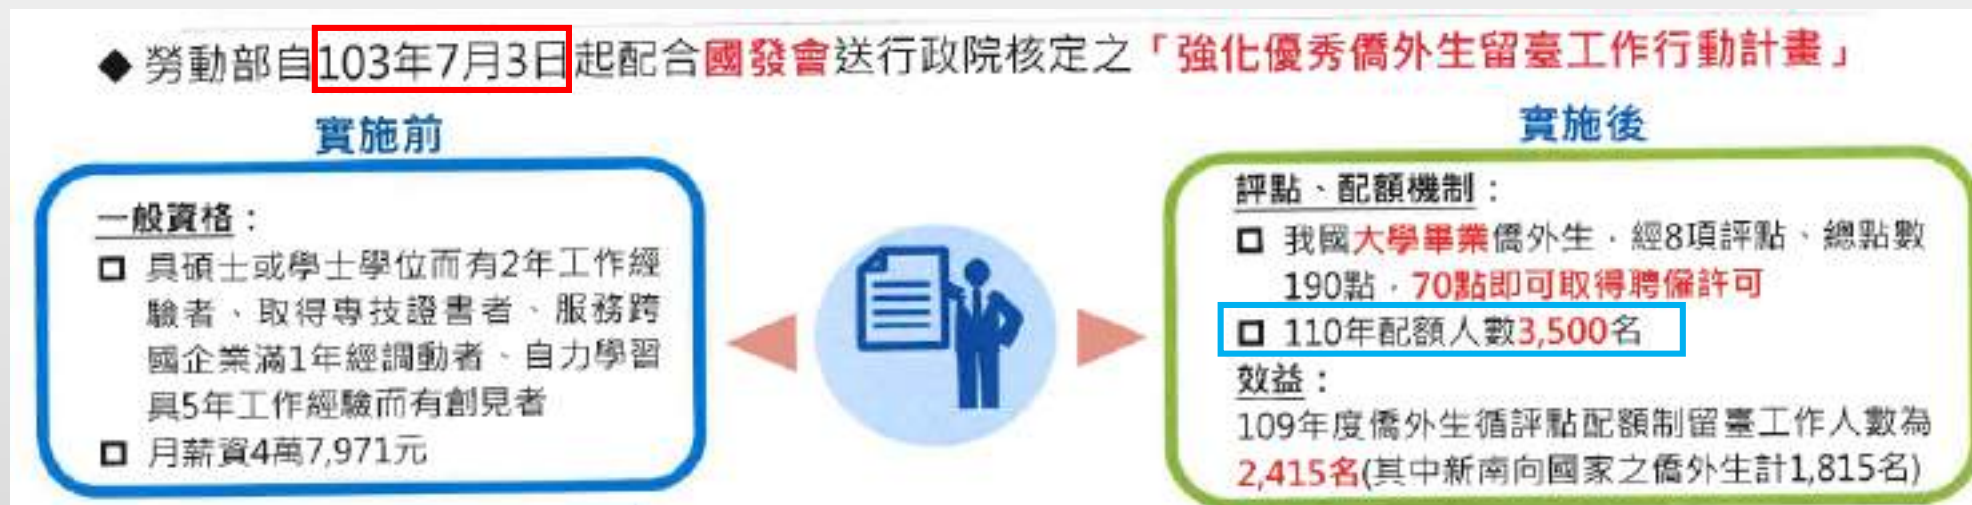 ◆ 勞動部自103年7月3日起配合國發會送行政院核定之「強化優秀僑外生留臺工作行動計畫」
實施前
一般資格：
□ 具碩士或學士學位而有2年工作經
驗者、取得專技證書者、服務跨
國企業滿1年經調動者、自力學習
具5年工作經驗而有創見者
□ 月薪資4萬7,971元
實施後
評點、配額機制：
□ 我國大學畢業僑外生，經8項評點、總點數
190點，70點即可取得聘僱許可
□ 110年配額人數3,500名
效益：
109年度僑外生循評點配額制留臺工作人數為
2,415名(其中新南向國家之僑外生計1,815名)